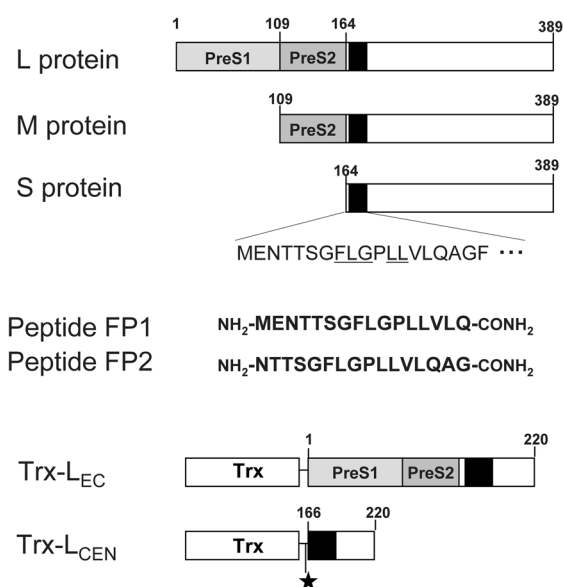 1 109 164 389
L protein PreS1 PreS2
109 389
M protein PreS2
164 389
S protein
MENTTSGFLGPLLVLQAGF ···
Peptide FP1 NH2-MENTTSGFLGPLLVLQ-CONH2
Peptide FP2 NH2-NTTSGFLGPLLVLQAG-CONH2
1 220
Trx-LEC Trx PreS1 PreS2
166 220
Trx-LCEN Trx